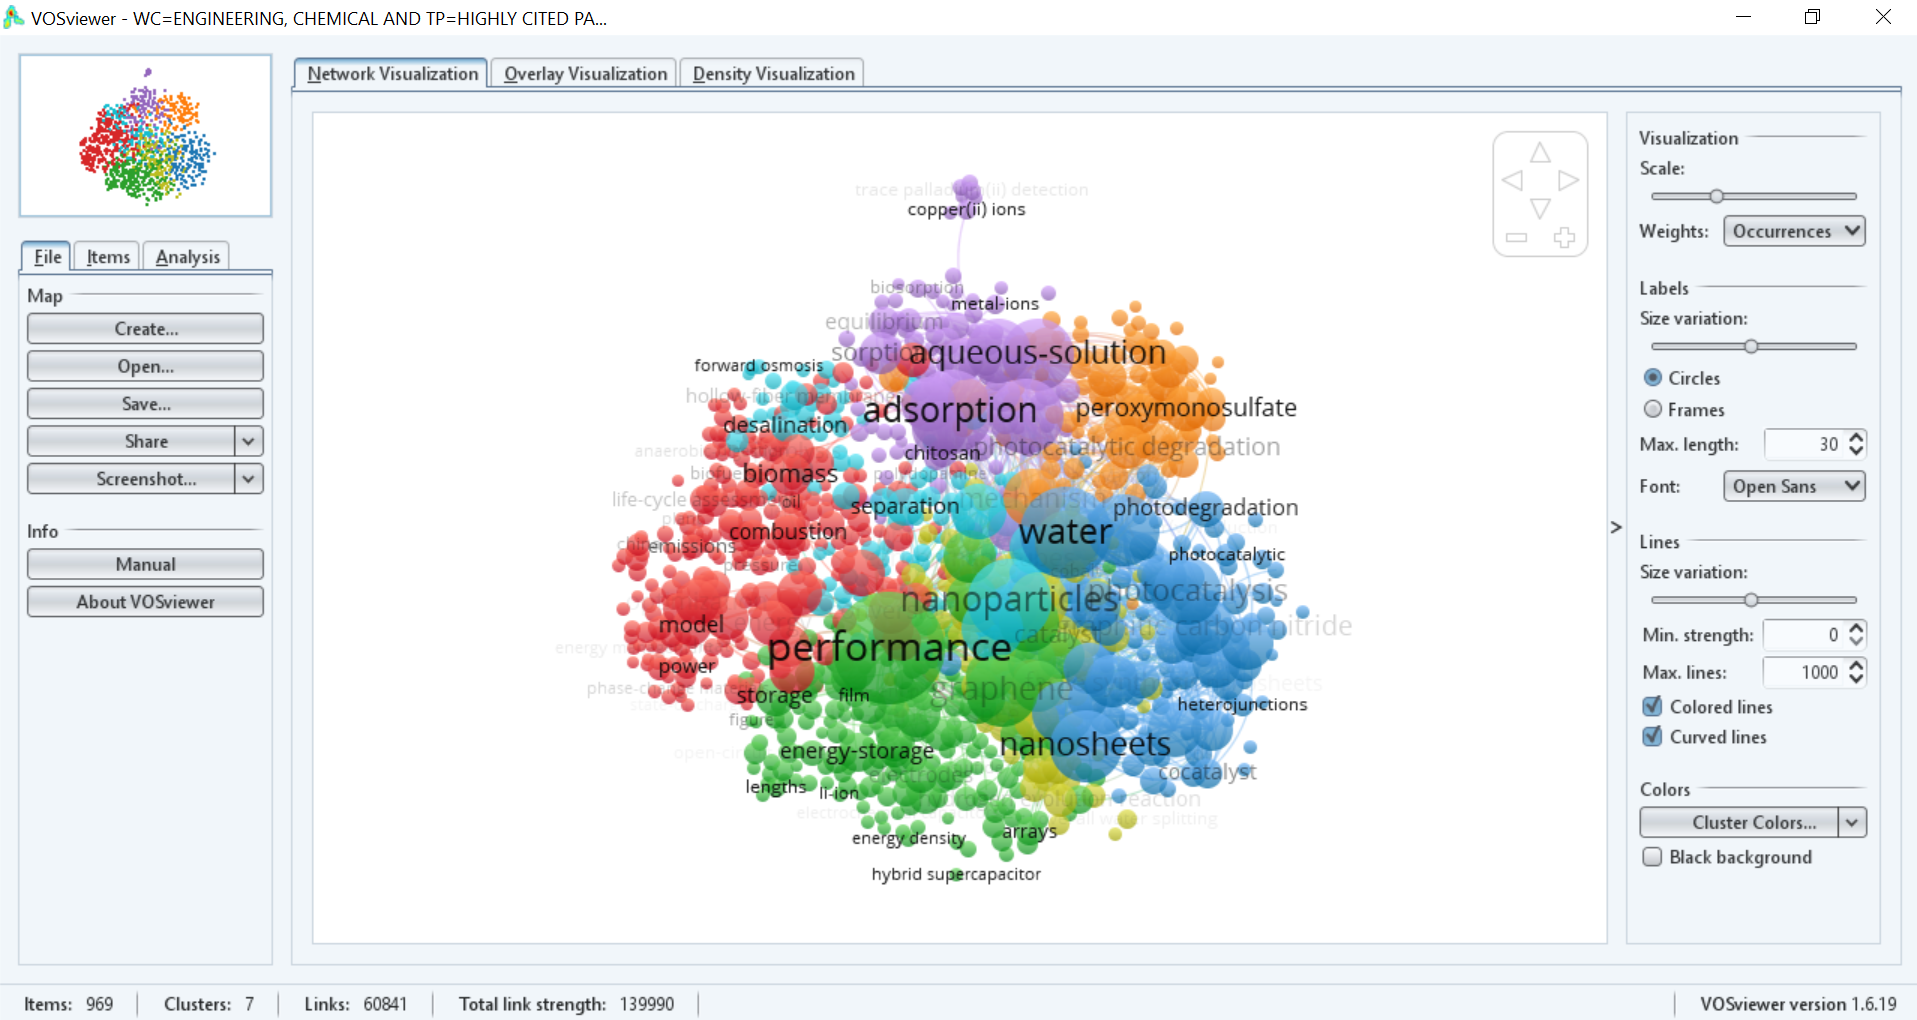 VOSviewer - WC=ENGINEERING, CHEMICAL AND TP=HIGHLY CITED PA...
Network Visualization
Overlay Visualization
Density Visualization
File
Items
Analysis
Map
Create...
Open...
Save...
Share
Screenshot...
Info
Manual
About VOSviewer
trace palladium(ii) detection
copper(ii) ions
biosorption
metal-ions
equilibrium
sorption
aqueous-solution
forward osmosis
hollow-fiber membrane
adsorption
peroxymonosulfate
desalination
photocatalytic degradation
chitosan
biomass
polydopamine
life-cycle assessment
oil
mechanism
separation
photodegradation
combustion
water
emissions
photocatalytic
pressure
cobalt
photocatalysis
nanoparticles
model
energy
graphitic carbon nitride
catalyst
performance
power
phase-change material
storage
film
graphene
heterojunctions
figure
nanosheets
energy-storage
electrodes
cocatalyst
lengths
li-ion
hydrogen evolution reaction
water splitting
arrays
energy density
hybrid supercapacitor
Visualization
Scale:
Weights: Occurrences
Labels
Size variation:
Circles
Frames
Max. length: 30
Font: Open Sans
>
Lines
Size variation:
Min. strength: 0
Max. lines: 1000
Colored lines
Curved lines
Colors
Cluster Colors...
Black background
Items: 969
Clusters: 7
Links: 60841
Total link strength: 139990
VOSviewer version 1.6.19